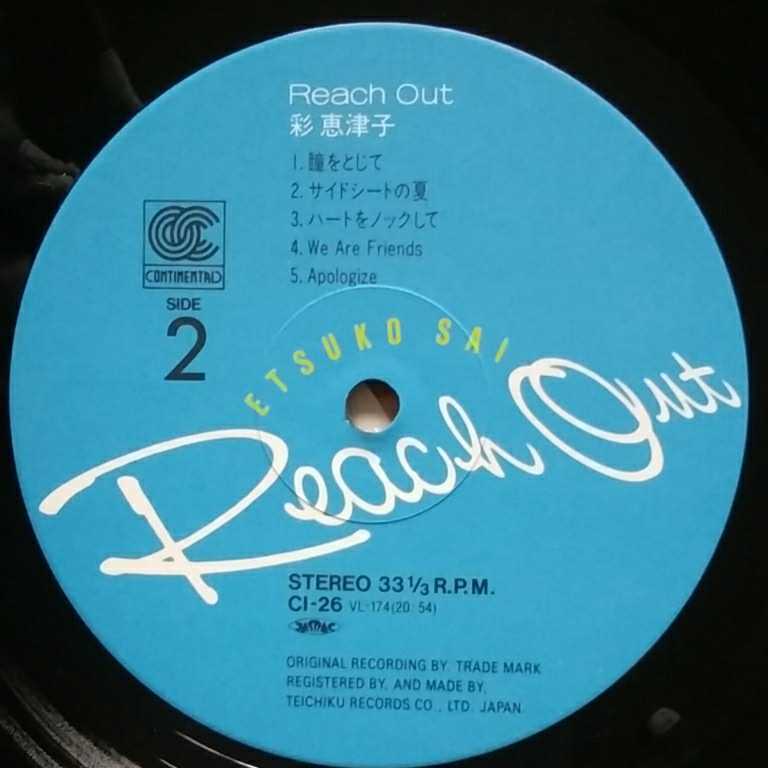 Reach Out
彩 恵津子
1. 瞳をとじて
2. サイドシートの夏
3. ハートをノックして
4. We Are Friends
5. Apologize
CONTINENTAL
SIDE
2
ETSUKO SAI
Reach Out
STEREO 33 1/3 R.P.M.
CI-26 VL-174(20:54)
JASRAC
ORIGINAL RECORDING BY. TRADE MARK
REGISTERED BY. AND MADE BY.
TEICHIKU RECORDS CO., LTD. JAPAN.